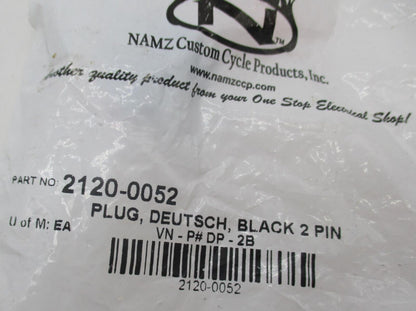 N
TM
NAMZ Custom Cycle Products, Inc.
www.namzccp.com
Another quality product from your One Stop Electrical Shop!
PART NO: 2120-0052
PLUG, DEUTSCH, BLACK 2 PIN
U of M: EA
VN - P# DP - 2B
2120-0052